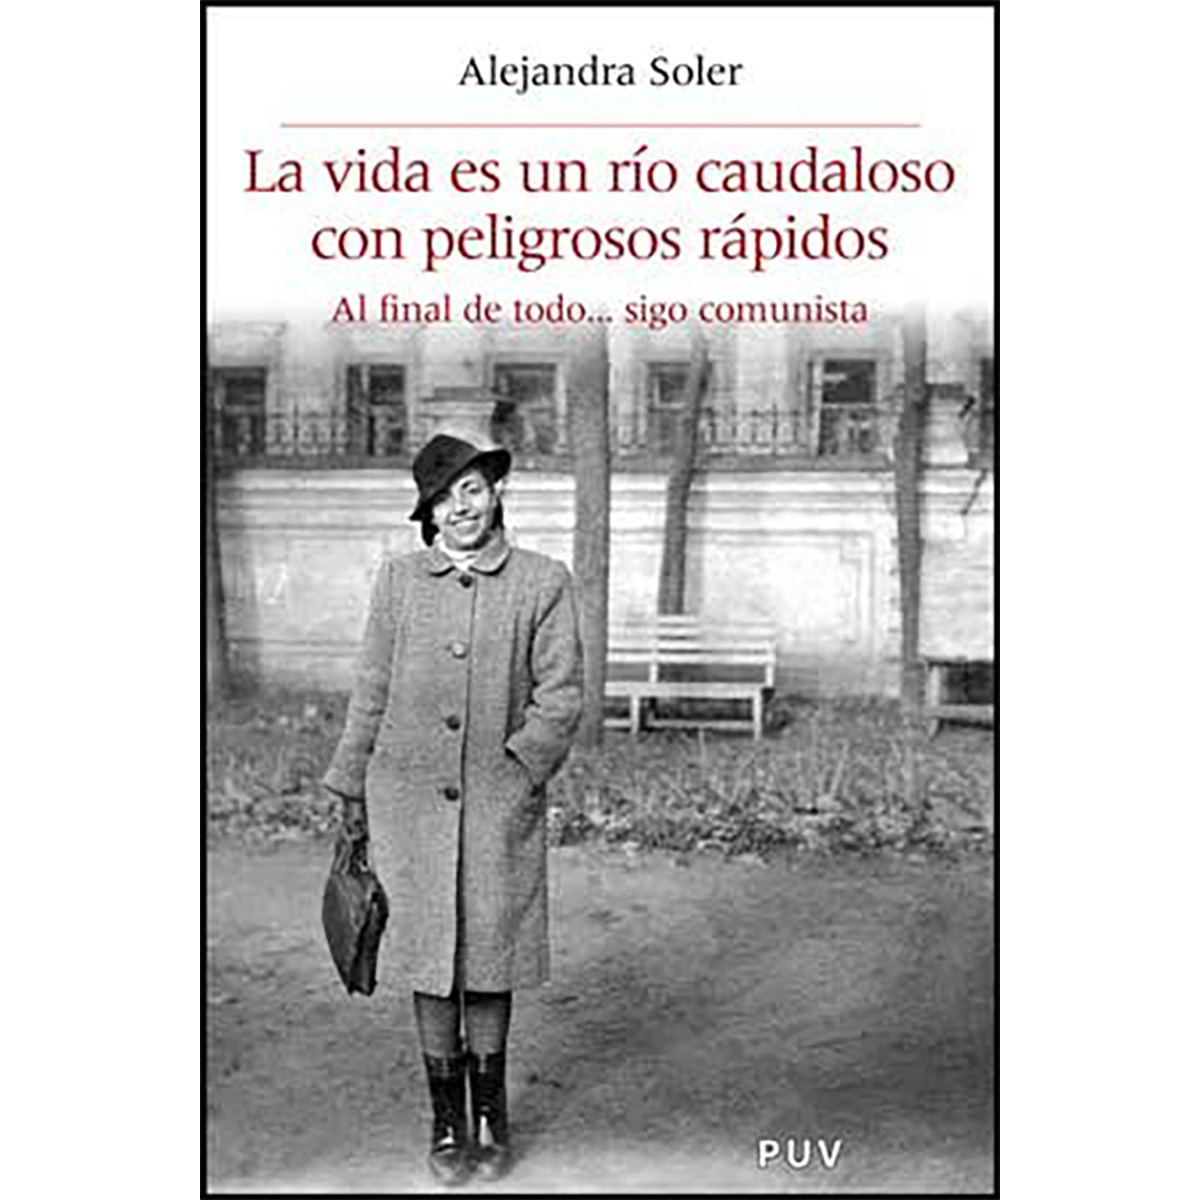 Alejandra Soler
La vida es un río caudaloso
con peligrosos rápidos
Al final de todo... sigo comunista
PUV